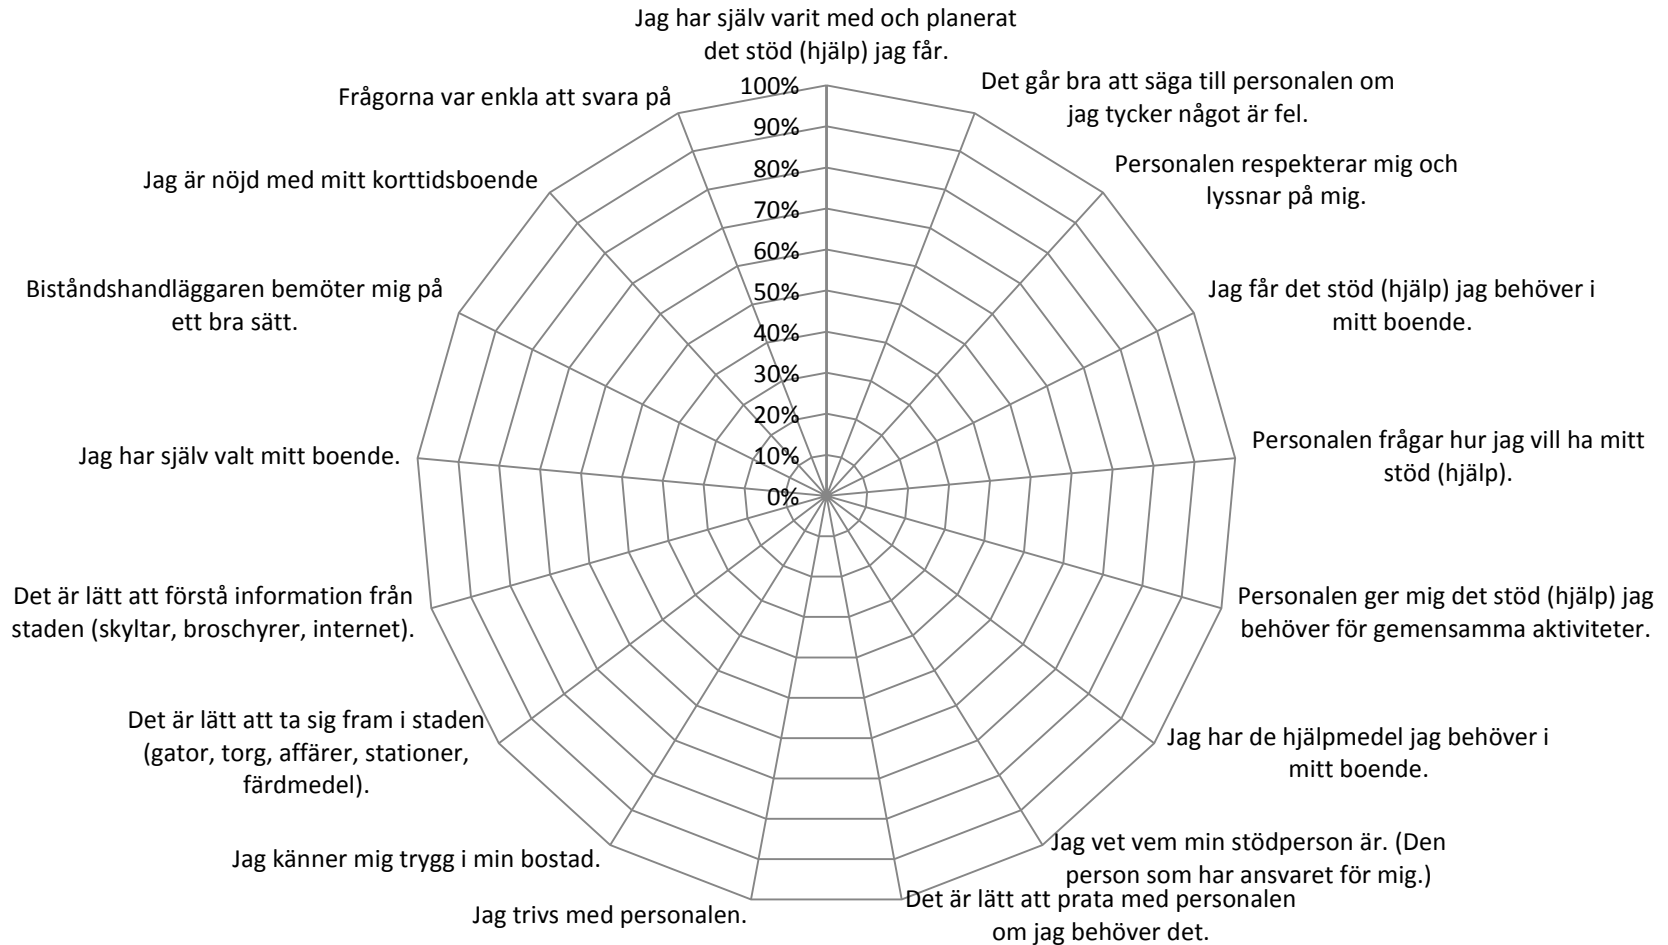 Jag har själv varit med och planerat
det stöd (hjälp) jag får.
Det går bra att säga till personalen om
jag tycker något är fel.
Personalen respekterar mig och
lyssnar på mig.
Jag får det stöd (hjälp) jag behöver i
mitt boende.
Personalen frågar hur jag vill ha mitt
stöd (hjälp).
Personalen ger mig det stöd (hjälp) jag
behöver för gemensamma aktiviteter.
Jag har de hjälpmedel jag behöver i
mitt boende.
Jag vet vem min stödperson är. (Den
person som har ansvaret för mig.)
Det är lätt att prata med personalen
om jag behöver det.
Jag trivs med personalen.
Jag känner mig trygg i min bostad.
Det är lätt att ta sig fram i staden
(gator, torg, affärer, stationer,
färdmedel).
Det är lätt att förstå information från
staden (skyltar, broschyrer, internet).
Jag har själv valt mitt boende.
Biståndshandläggaren bemöter mig på
ett bra sätt.
Jag är nöjd med mitt korttidsboende
Frågorna var enkla att svara på
100%
90%
80%
70%
60%
50%
40%
30%
20%
10%
0%